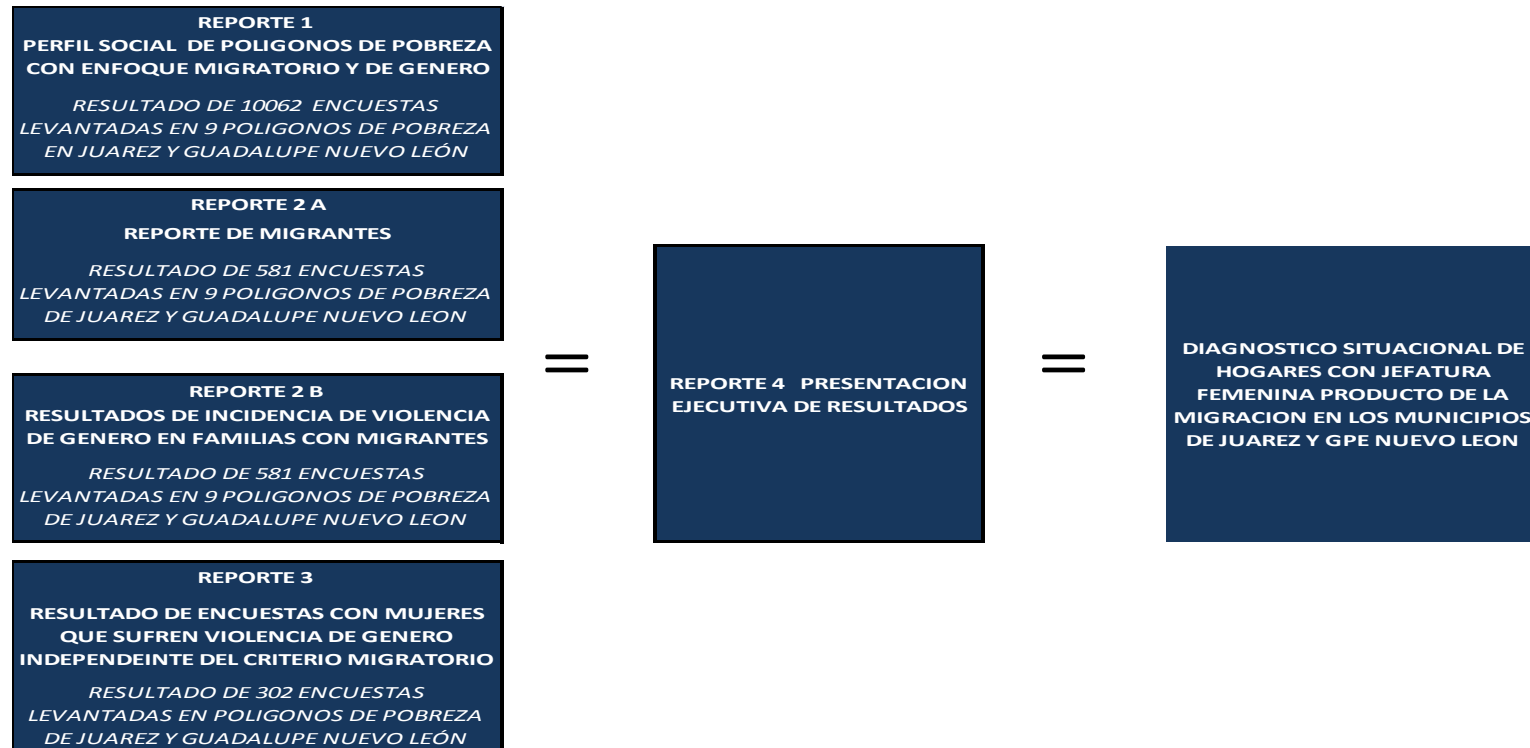 REPORTE 1
PERFIL SOCIAL DE POLIGONOS DE POBREZA
CON ENFOQUE MIGRATORIO Y DE GENERO
RESULTADO DE 10062 ENCUESTAS
LEVANTADAS EN 9 POLIGONOS DE POBREZA
EN JUAREZ Y GUADALUPE NUEVO LEÓN
REPORTE 2 A
REPORTE DE MIGRANTES
RESULTADO DE 581 ENCUESTAS
LEVANTADAS EN 9 POLIGONOS DE POBREZA
DE JUAREZ Y GUADALUPE NUEVO LEON
REPORTE 2 B
RESULTADOS DE INCIDENCIA DE VIOLENCIA
DE GENERO EN FAMILIAS CON MIGRANTES
RESULTADO DE 581 ENCUESTAS
LEVANTADAS EN 9 POLIGONOS DE POBREZA
DE JUAREZ Y GUADALUPE NUEVO LEON
REPORTE 3
RESULTADO DE ENCUESTAS CON MUJERES
QUE SUFREN VIOLENCIA DE GENERO
INDEPENDEINTE DEL CRITERIO MIGRATORIO
RESULTADO DE 302 ENCUESTAS
LEVANTADAS EN POLIGONOS DE POBREZA
DE JUAREZ Y GUADALUPE NUEVO LEÓN
=
REPORTE 4 PRESENTACION
EJECUTIVA DE RESULTADOS
=
DIAGNOSTICO SITUACIONAL DE
HOGARES CON JEFATURA
FEMENINA PRODUCTO DE LA
MIGRACION EN LOS MUNICIPIOS
DE JUAREZ Y GPE NUEVO LEON